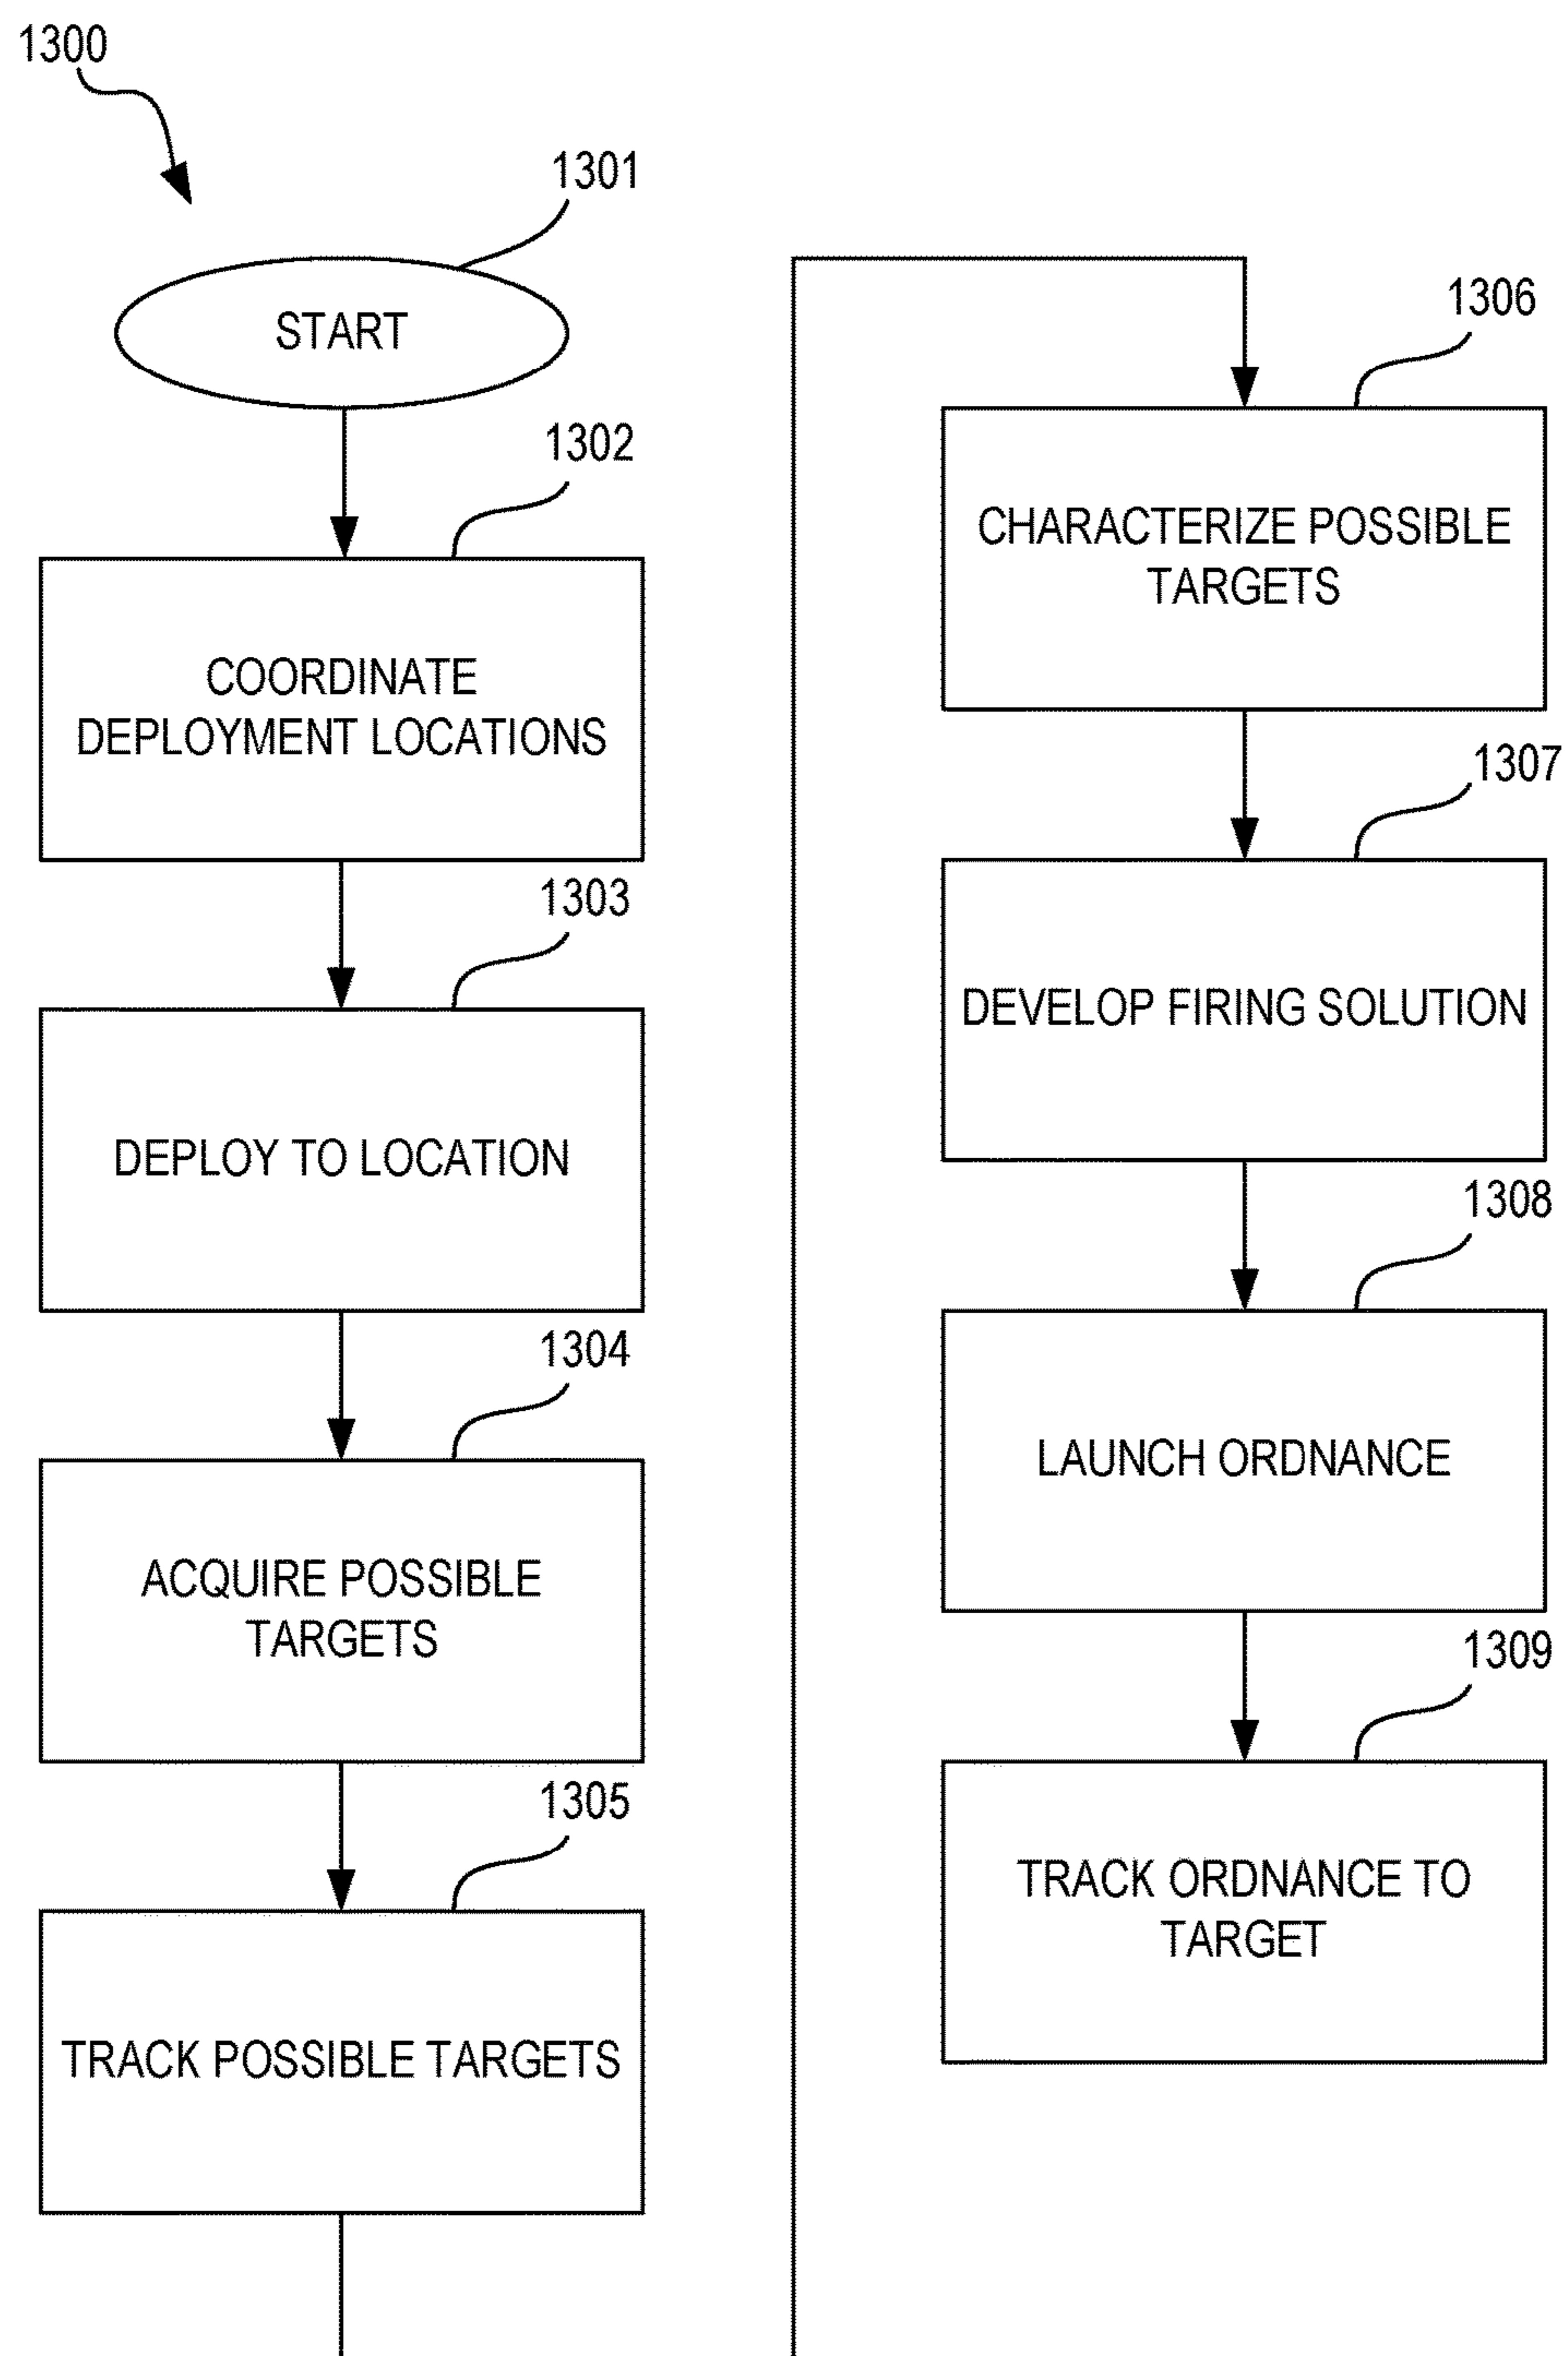 1300
1301
START
1302
COORDINATE
DEPLOYMENT LOCATIONS
1303
DEPLOY TO LOCATION
1304
ACQUIRE POSSIBLE
TARGETS
1305
TRACK POSSIBLE TARGETS
1306
CHARACTERIZE POSSIBLE
TARGETS
1307
DEVELOP FIRING SOLUTION
1308
LAUNCH ORDNANCE
1309
TRACK ORDNANCE TO
TARGET